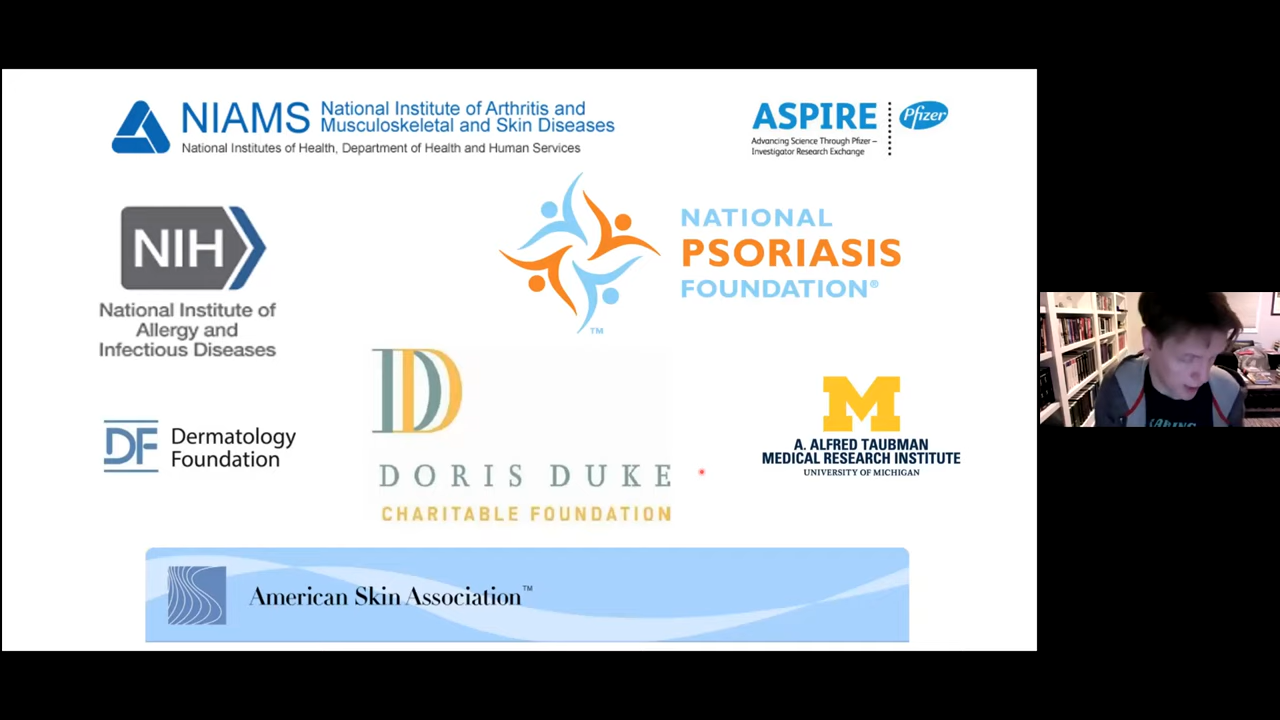 NIAMS National Institute of Arthritis and
Musculoskeletal and Skin Diseases
National Institutes of Health, Department of Health and Human Services
ASPIRE Pfizer
Advancing Science Through Pfizer –
Investigator Research Exchange
NIH
National Institute of
Allergy and
Infectious Diseases
NATIONAL
PSORIASIS
FOUNDATION®
TM
DF Dermatology
Foundation
DD
DORIS DUKE
CHARITABLE FOUNDATION
M
A. ALFRED TAUBMAN
MEDICAL RESEARCH INSTITUTE
UNIVERSITY OF MICHIGAN
American Skin Association™